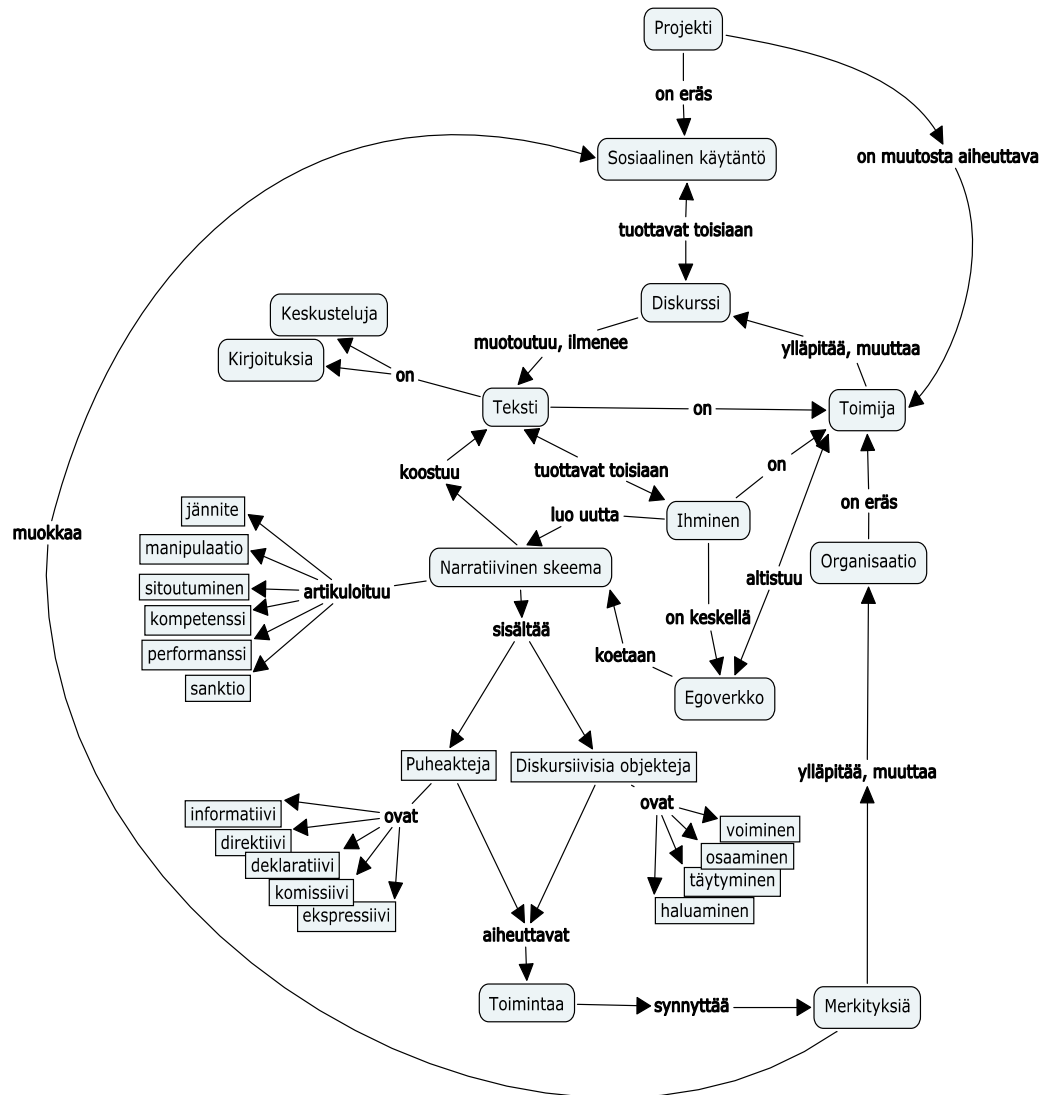 Projekti
on eräs
on muutosta aiheuttava
Sosiaalinen käytäntö
tuottavat toisiaan
Diskurssi
Keskusteluja
muotoutuu, ilmenee
ylläpitää, muuttaa
Kirjoituksia
on
Teksti
on
Toimija
koostuu
tuottavat toisiaan
on
on eräs
luo uutta
Ihminen
jännite
muokkaa
manipulaatio
Narratiivinen skeema
Organisaatio
sitoutuminen
artikuloituu
altistuu
kompetenssi
on keskellä
sisältää
performanssi
koetaan
sanktio
Egoverkko
Puheakteja
Diskursiivisia objekteja
ylläpitää, muuttaa
ovat
ovat
informatiivi
direktiivi
deklaratiivi
komissiivi
ekspressiivi
voiminen
osaaminen
täytyminen
haluaminen
aiheuttavat
Toimintaa
synnyttää
Merkityksiä